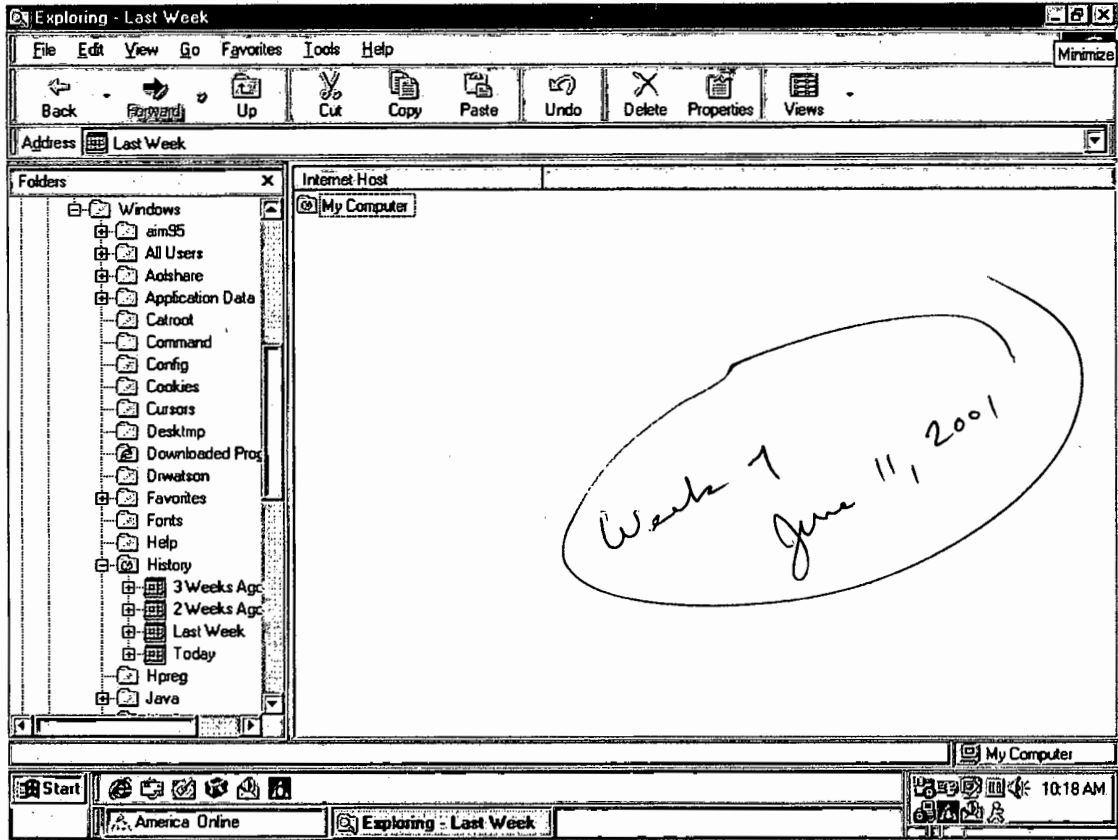 Exploring - Last Week
File Edit View Go Favorites Tools Help
Minimize
Back Forward Up Cut Copy Paste Undo Delete Properties Views
Address Last Week
Folders
Internet Host
My Computer
Windows
aim95
All Users
Aolshare
Application Data
Catroot
Command
Config
Cookies
Cursors
Desktmp
Downloaded Prog
Drwatson
Favorites
Fonts
Help
History
3 Weeks Ago
2 Weeks Ago
Last Week
Today
Hpreg
Java
June 11, 2001
My Computer
Start
10:18 AM
America Online
Exploring - Last Week